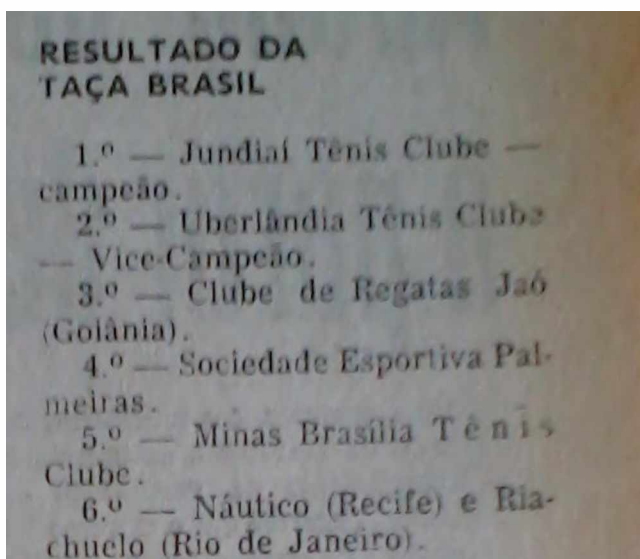 RESULTADO DA
TAÇA BRASIL
1.º — Jundiaí Tênis Clube —
campeão.
2.º — Uberlândia Tênis Clube
— Vice-Campeão.
3.º — Clube de Regatas Jaó
(Goiânia).
4.º — Sociedade Esportiva Pal-
meiras.
5.º — Minas Brasília Tênis
Clube.
6.º — Náutico (Recife) e Ria-
chuelo (Rio de Janeiro).